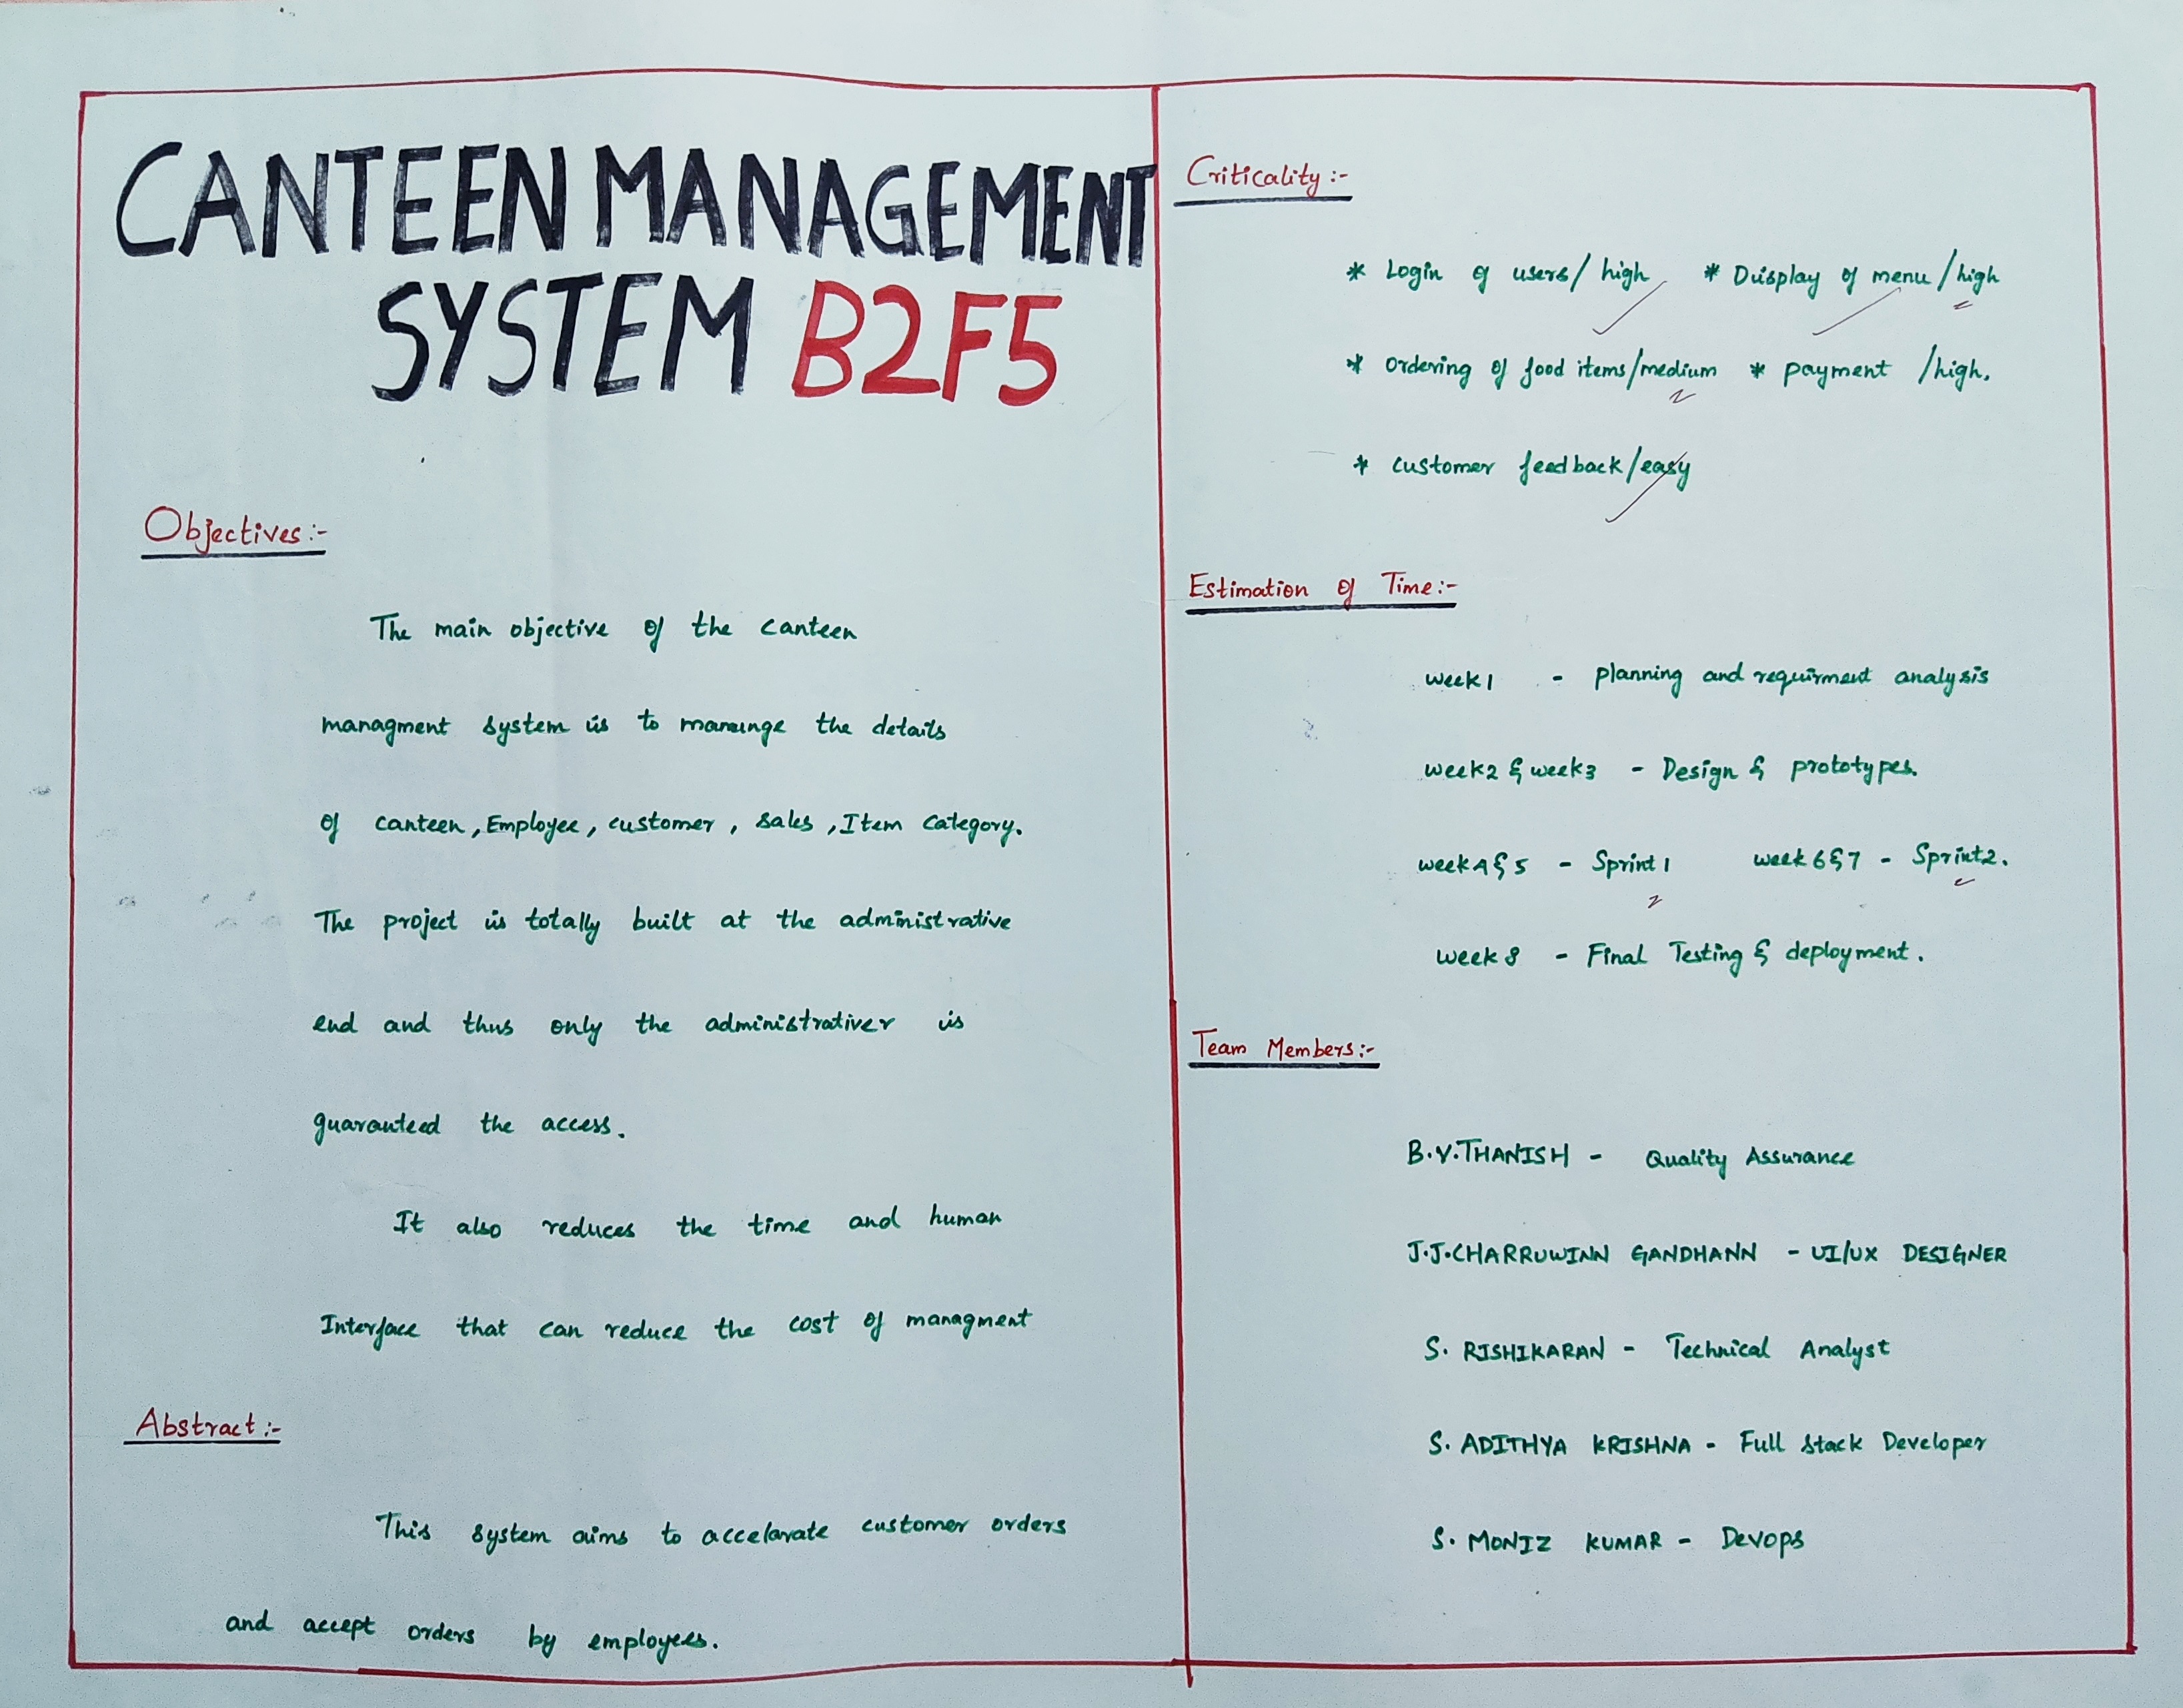 CANTEEN MANAGEMENT
SYSTEM B2F5
Objectives:-
The main objective of the canteen
managment system is to manange the details
of canteen, Employee, customer, sales, Item category.
The project is totally built at the administrative
end and thus only the administrativer is
guaranteed the access.
It also reduces the time and human
Interface that can reduce the cost of managment
Abstract:-
This system aims to accelarate customer orders
and accept orders by employees.
Criticality:-
* Login of users/high * Display of menu/high
* Ordering of food items/medium * payment /high.
* customer feedback/easy
Estimation of Time:-
week1 - planning and requirment analysis
week2 & week3 - Design & prototypes.
week4 & 5 - Sprint 1 week 6 & 7 - Sprint 2.
week 8 - Final Testing & deployment.
Team Members:-
B.V.THANISH - Quality Assurance
J.J.CHARRUWINN GANDHANN - UI/UX DESIGNER
S. RISHIKARAN - Technical Analyst
S. ADITHYA KRISHNA - Full stack Developer
S. MONIZ KUMAR - Devops